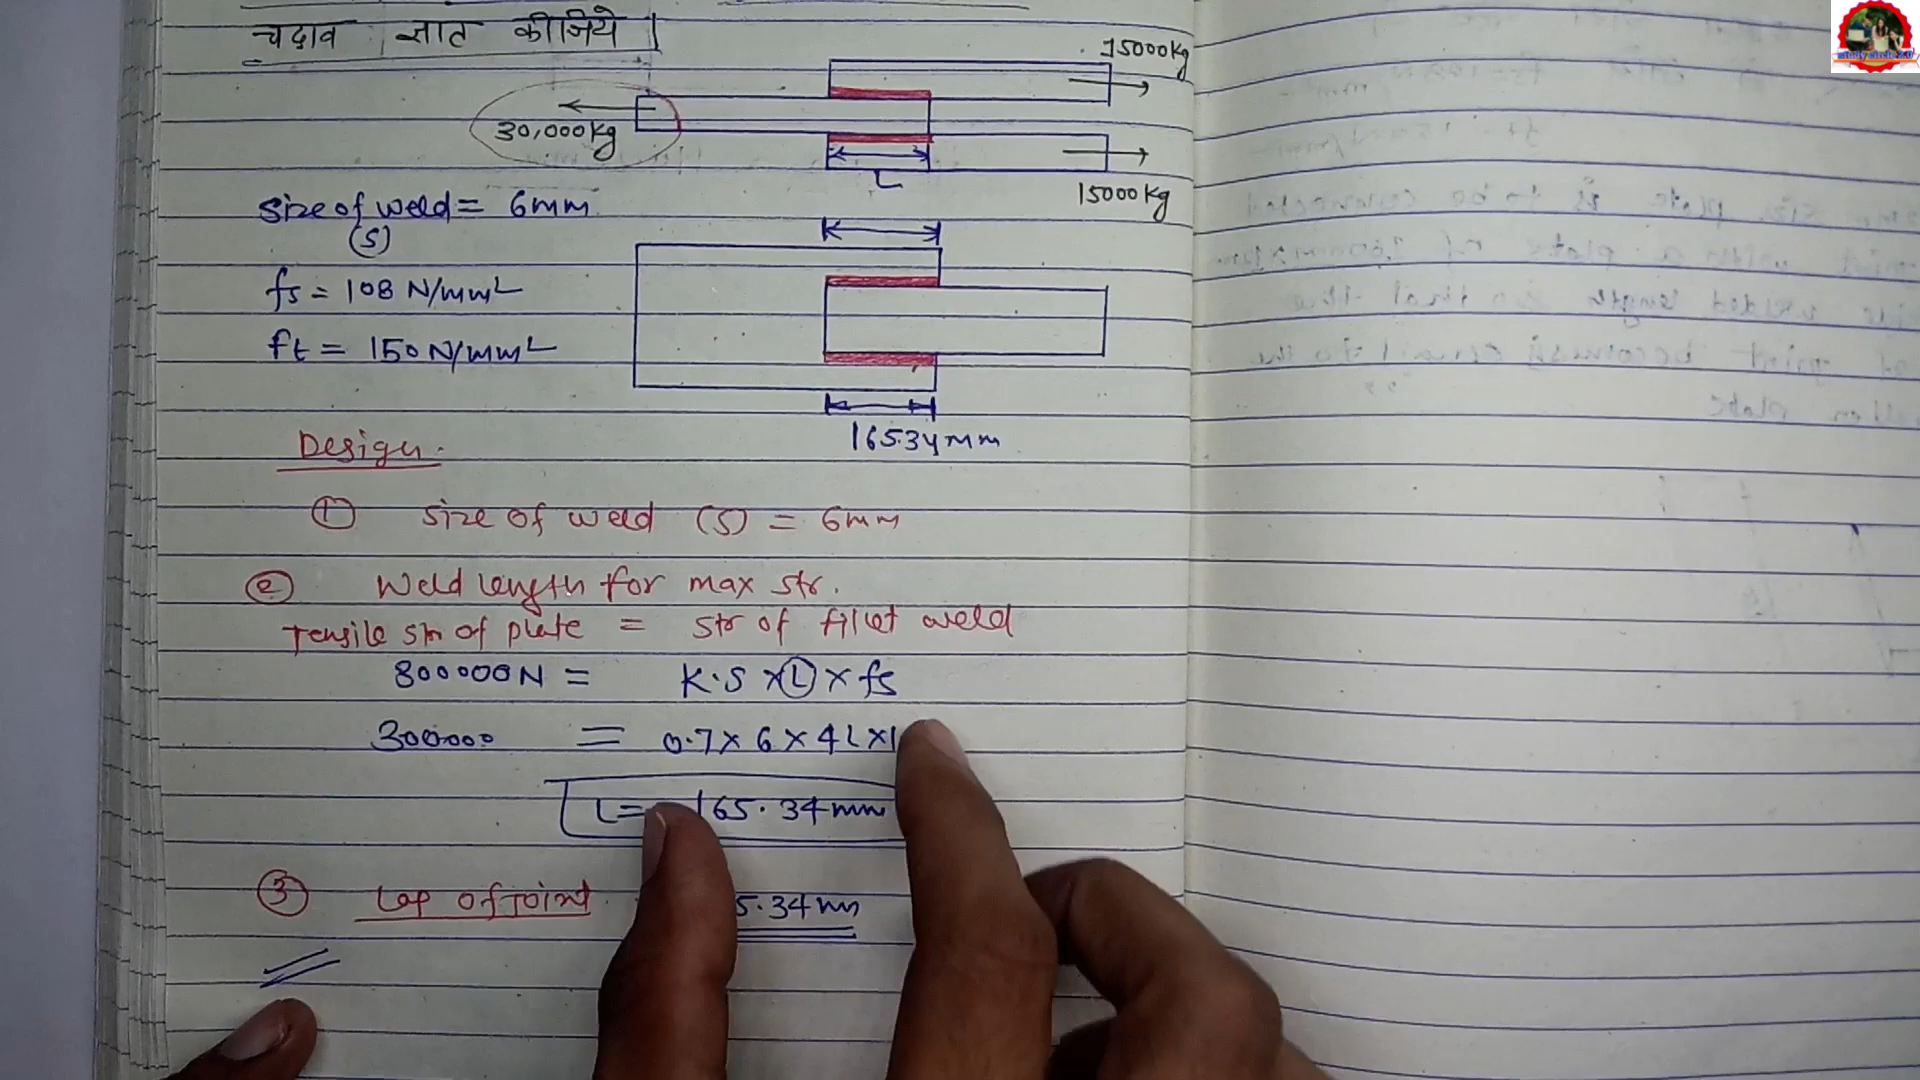 चढ़ाव ज्ञात कीजिये |
15000kg
30,000kg
L
15000kg
size of weld = 6mm
(S)
fs = 108 N/mm²
ft = 150 N/mm²
165.34mm
Design.
① size of weld (S) = 6mm
② Weld length for max str.
Tensile str of plate = str of fillet weld
300000N = K.S × L × fs
300000 = 0.7 × 6 × 4L × 1
L = 165.34mm
③ Lap of Joint 5.34mm